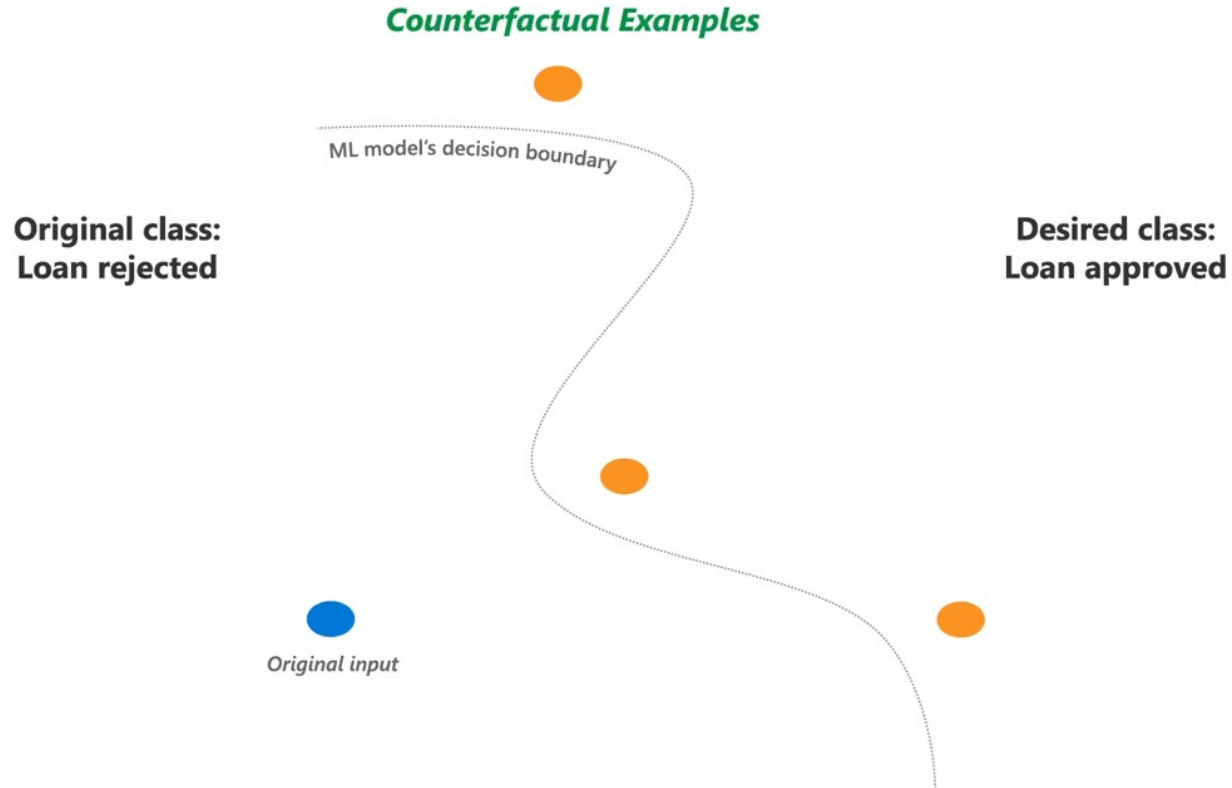 Counterfactual Examples
ML model's decision boundary
Original class:
Loan rejected
Desired class:
Loan approved
Original input